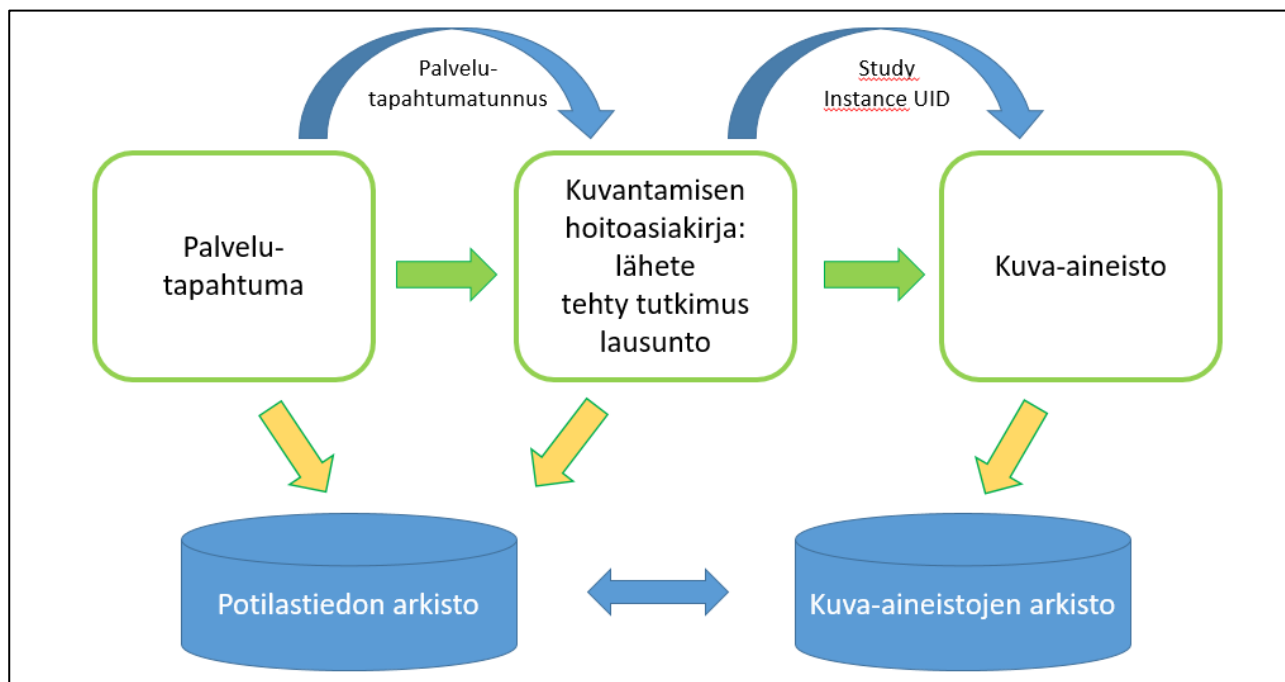 Palvelu-
tapahtumatunnus
Study
Instance UID
Palvelu-
tapahtuma
Kuvantamisen
hoitoasiakirja:
lähete
tehty tutkimus
lausunto
Kuva-aineisto
Potilastiedon arkisto
Kuva-aineistojen arkisto